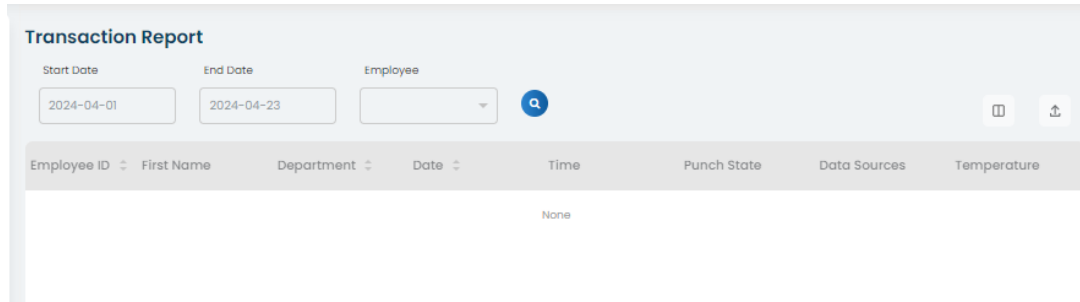 Transaction Report
Start Date End Date Employee
2024-04-01 2024-04-23
Employee ID First Name Department Date Time Punch State Data Sources Temperature
None